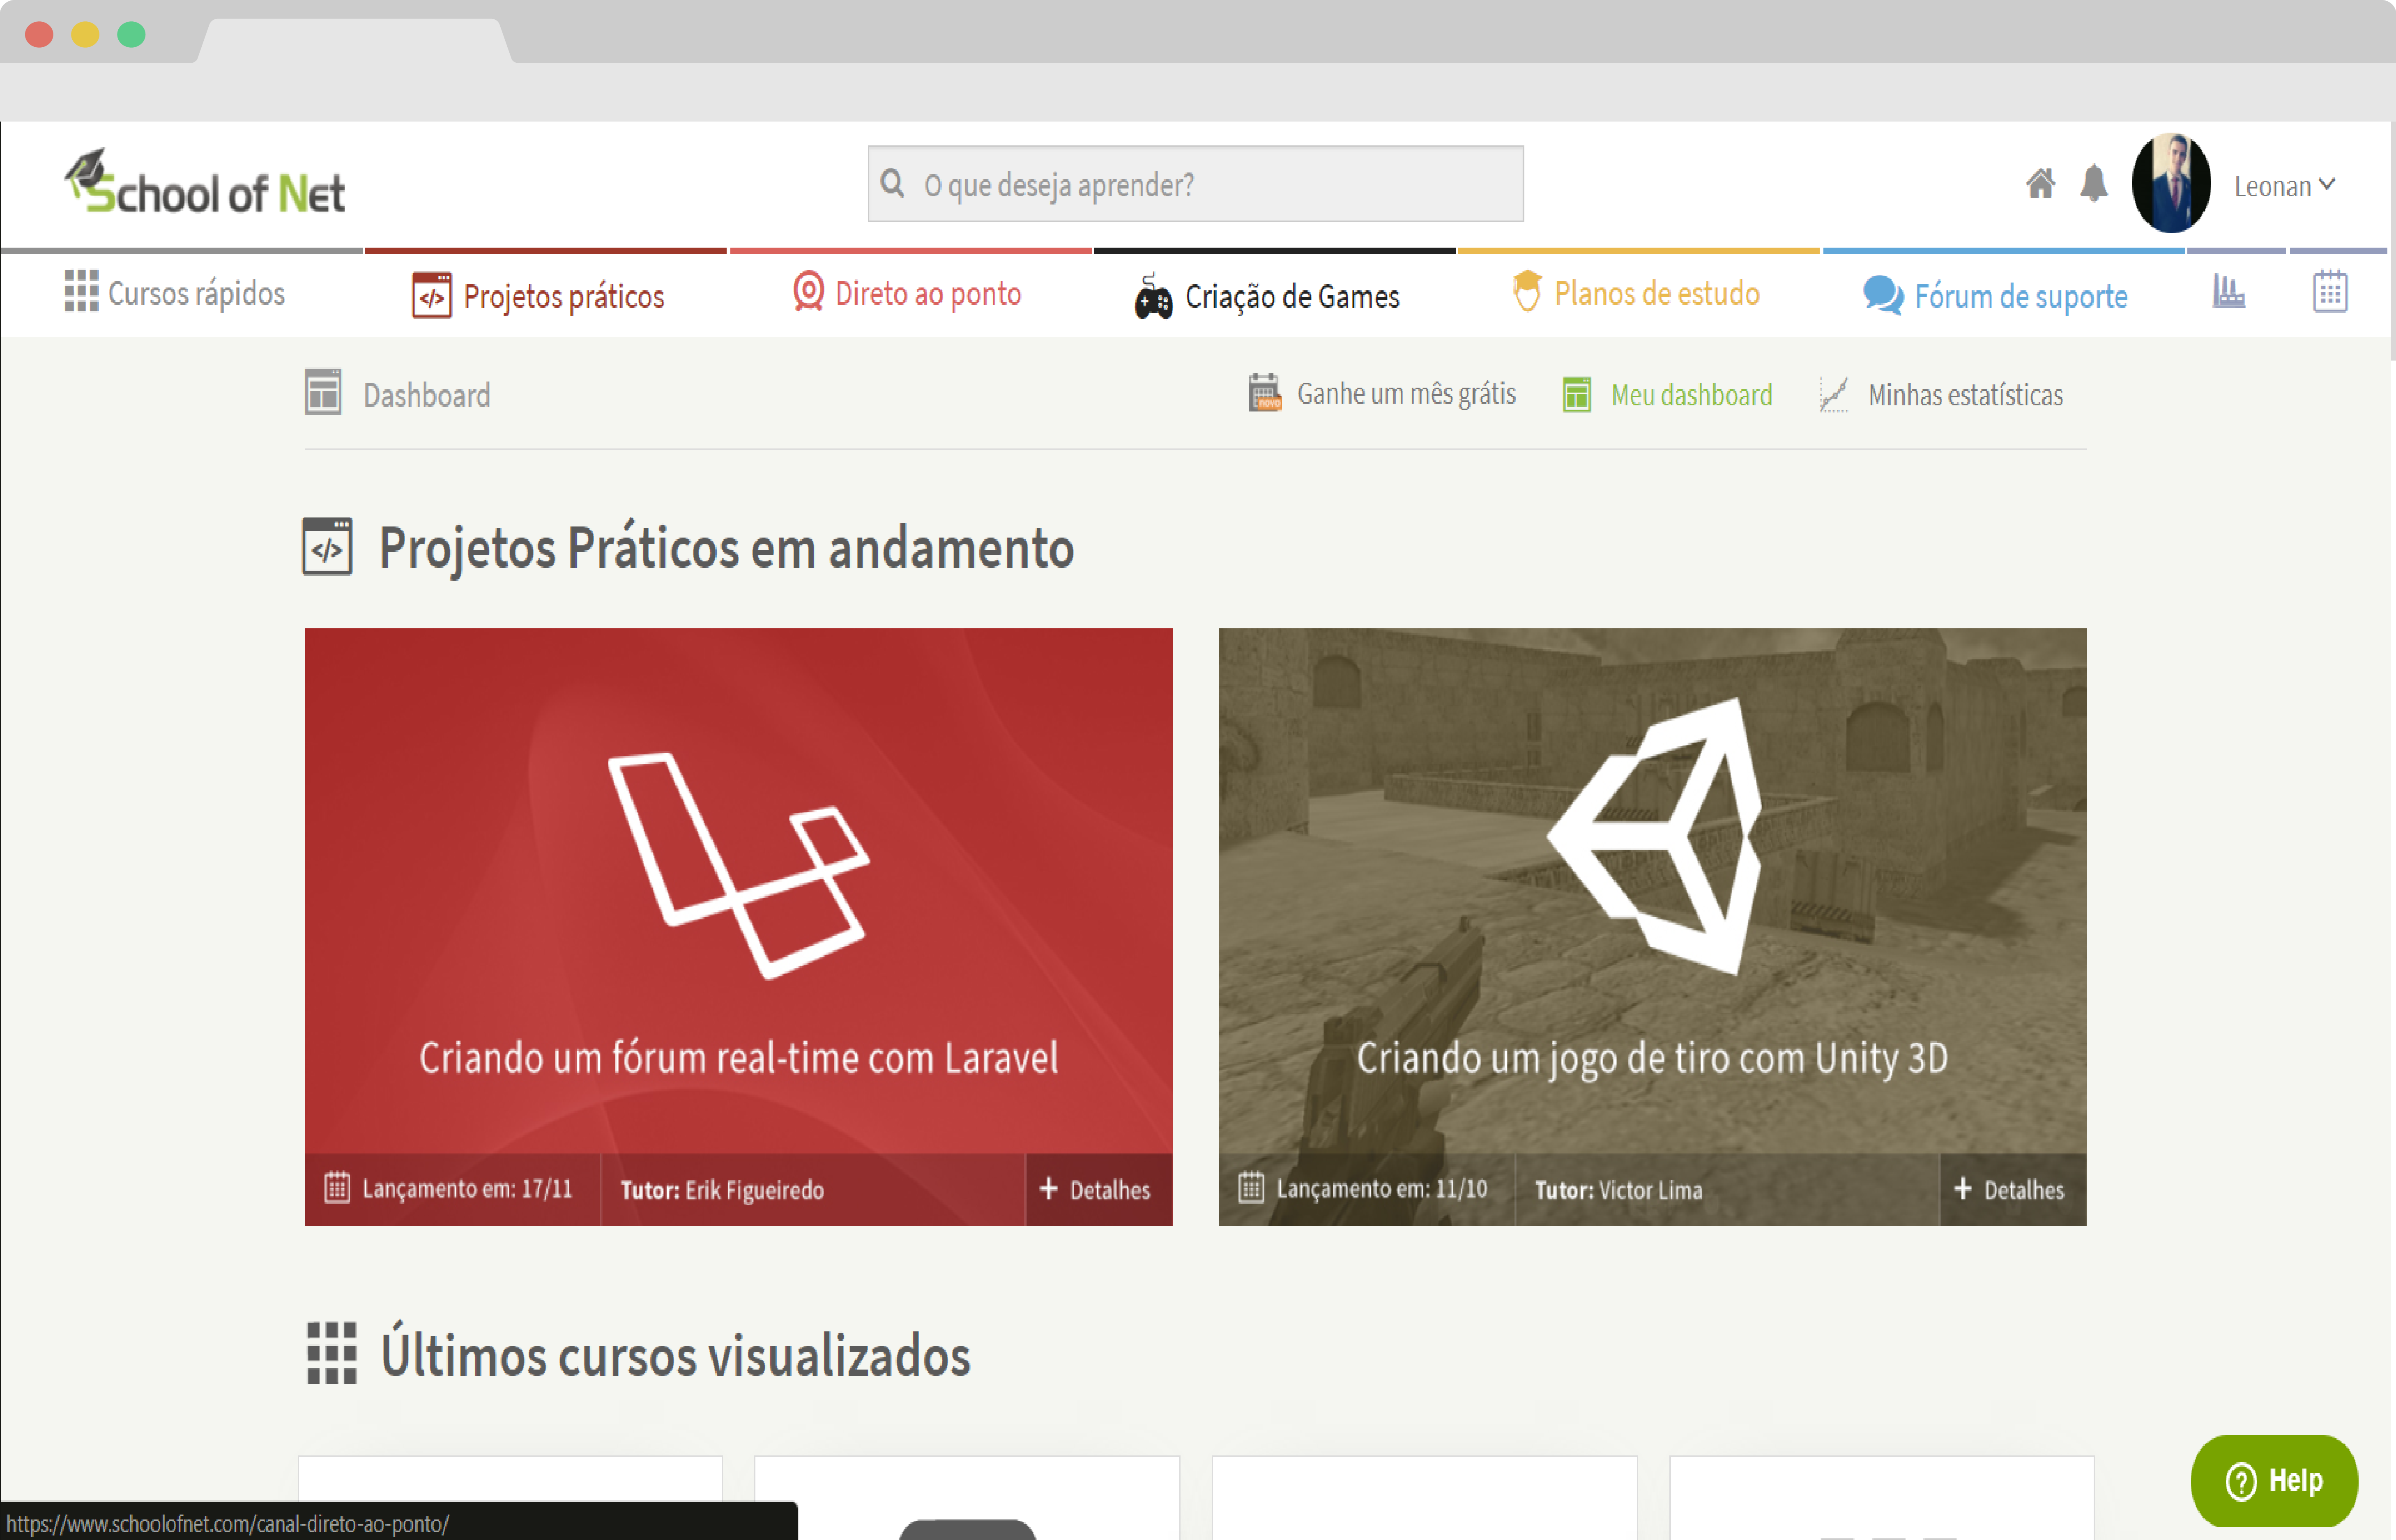 School of Net
O que deseja aprender?
Leonan
Cursos rápidos
Projetos práticos
Direto ao ponto
Criação de Games
Planos de estudo
Fórum de suporte
Dashboard
novo
Ganhe um mês grátis
Meu dashboard
Minhas estatísticas
Projetos Práticos em andamento
Criando um fórum real-time com Laravel
Lançamento em: 17/11
Tutor: Erik Figueiredo
+ Detalhes
Criando um jogo de tiro com Unity 3D
Lançamento em: 11/10
Tutor: Victor Lima
+ Detalhes
Últimos cursos visualizados
? Help
https://www.schoolofnet.com/canal-direto-ao-ponto/